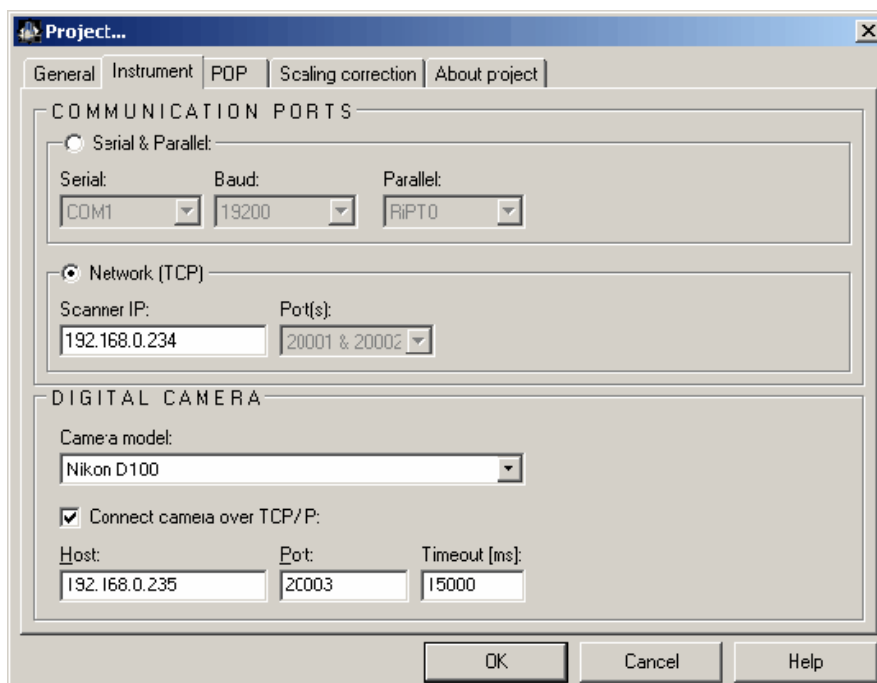 Project...
General Instrument POP Scaling correction About project
COMMUNICATION PORTS
Serial & Parallel:
Serial: Baud: Parallel:
COM1 19200 RiPT0
Network (TCP)
Scanner IP: Pot(s):
192.168.0.234 20001 & 20002
DIGITAL CAMERA
Camera model:
Nikon D100
Connect camera over TCP/IP:
Host: Pot: Timeout [ms]:
192.168.0.235 20003 15000
OK Cancel Help